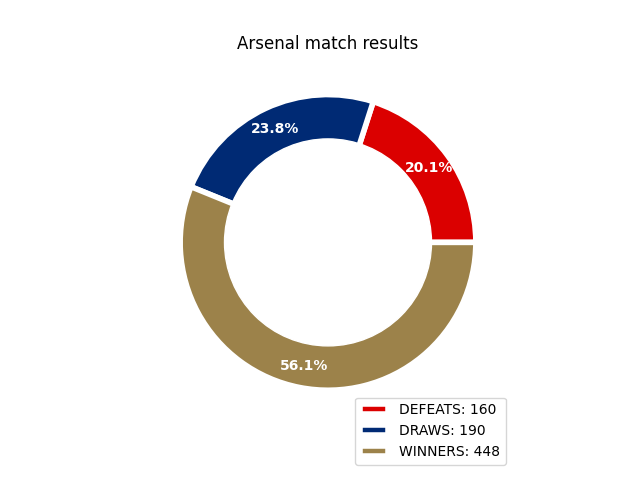 Arsenal match results
23.8%
20.1%
56.1%
DEFEATS: 160
DRAWS: 190
WINNERS: 448